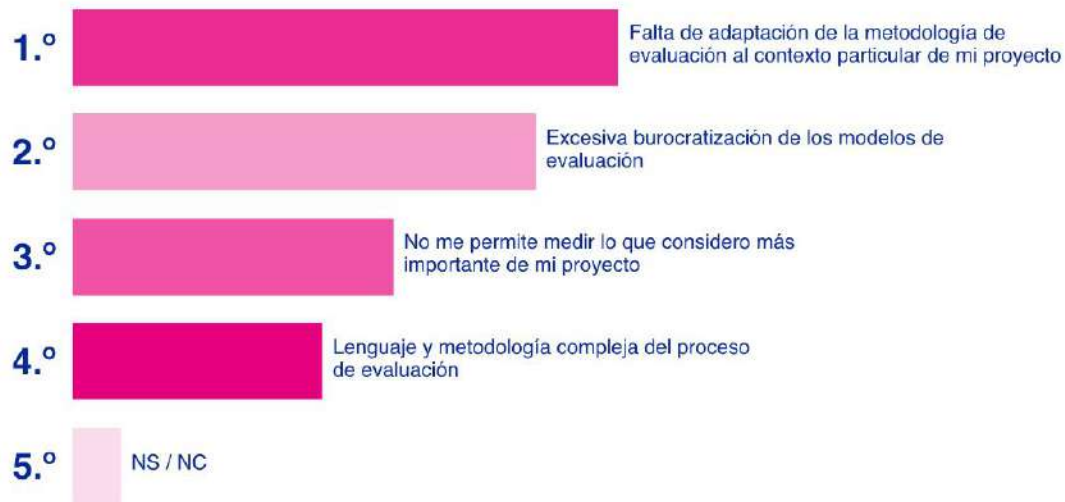 1.º
Falta de adaptación de la metodología de
evaluación al contexto particular de mi proyecto
2.º
Excesiva burocratización de los modelos de
evaluación
3.º
No me permite medir lo que considero más
importante de mi proyecto
4.º
Lenguaje y metodología compleja del proceso
de evaluación
5.º
NS / NC